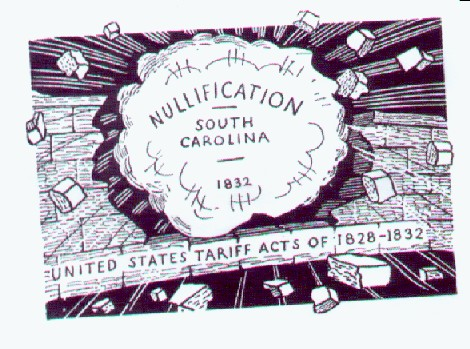 NULLIFICATION
SOUTH
CAROLINA
1832
UNITED STATES TARIFF ACTS OF 1828-1832